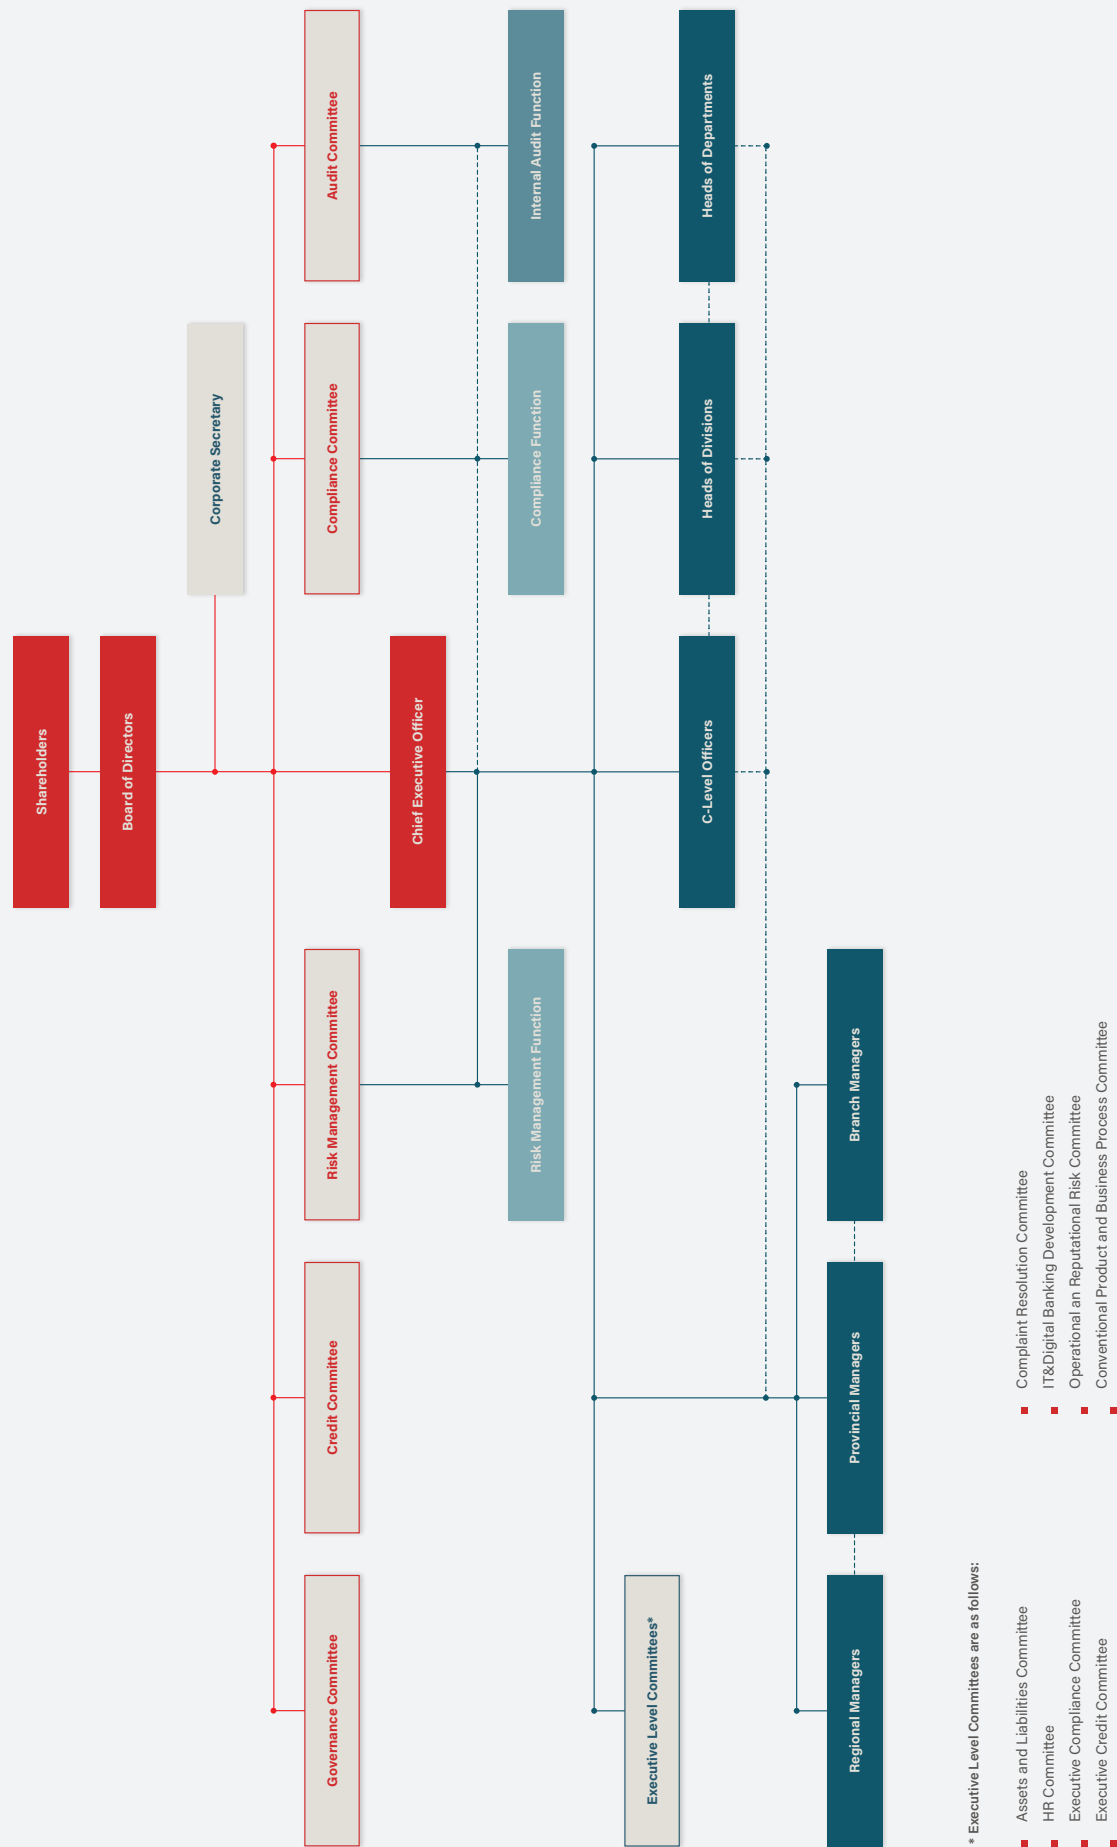 Shareholders
Board of Directors
Corporate Secretary
Governance Committee
Credit Committee
Risk Management Committee
Compliance Committee
Audit Committee
Chief Executive Officer
Risk Management Function
Compliance Function
Internal Audit Function
Executive Level Committees*
C-Level Officers
Heads of Divisions
Heads of Departments
Regional Managers
Provincial Managers
Branch Managers
* Executive Level Committees are as follows:
Assets and Liabilities Committee
HR Committee
Executive Compliance Committee
Executive Credit Committee
Complaint Resolution Committee
IT&Digital Banking Development Committee
Operational an Reputational Risk Committee
Conventional Product and Business Process Committee